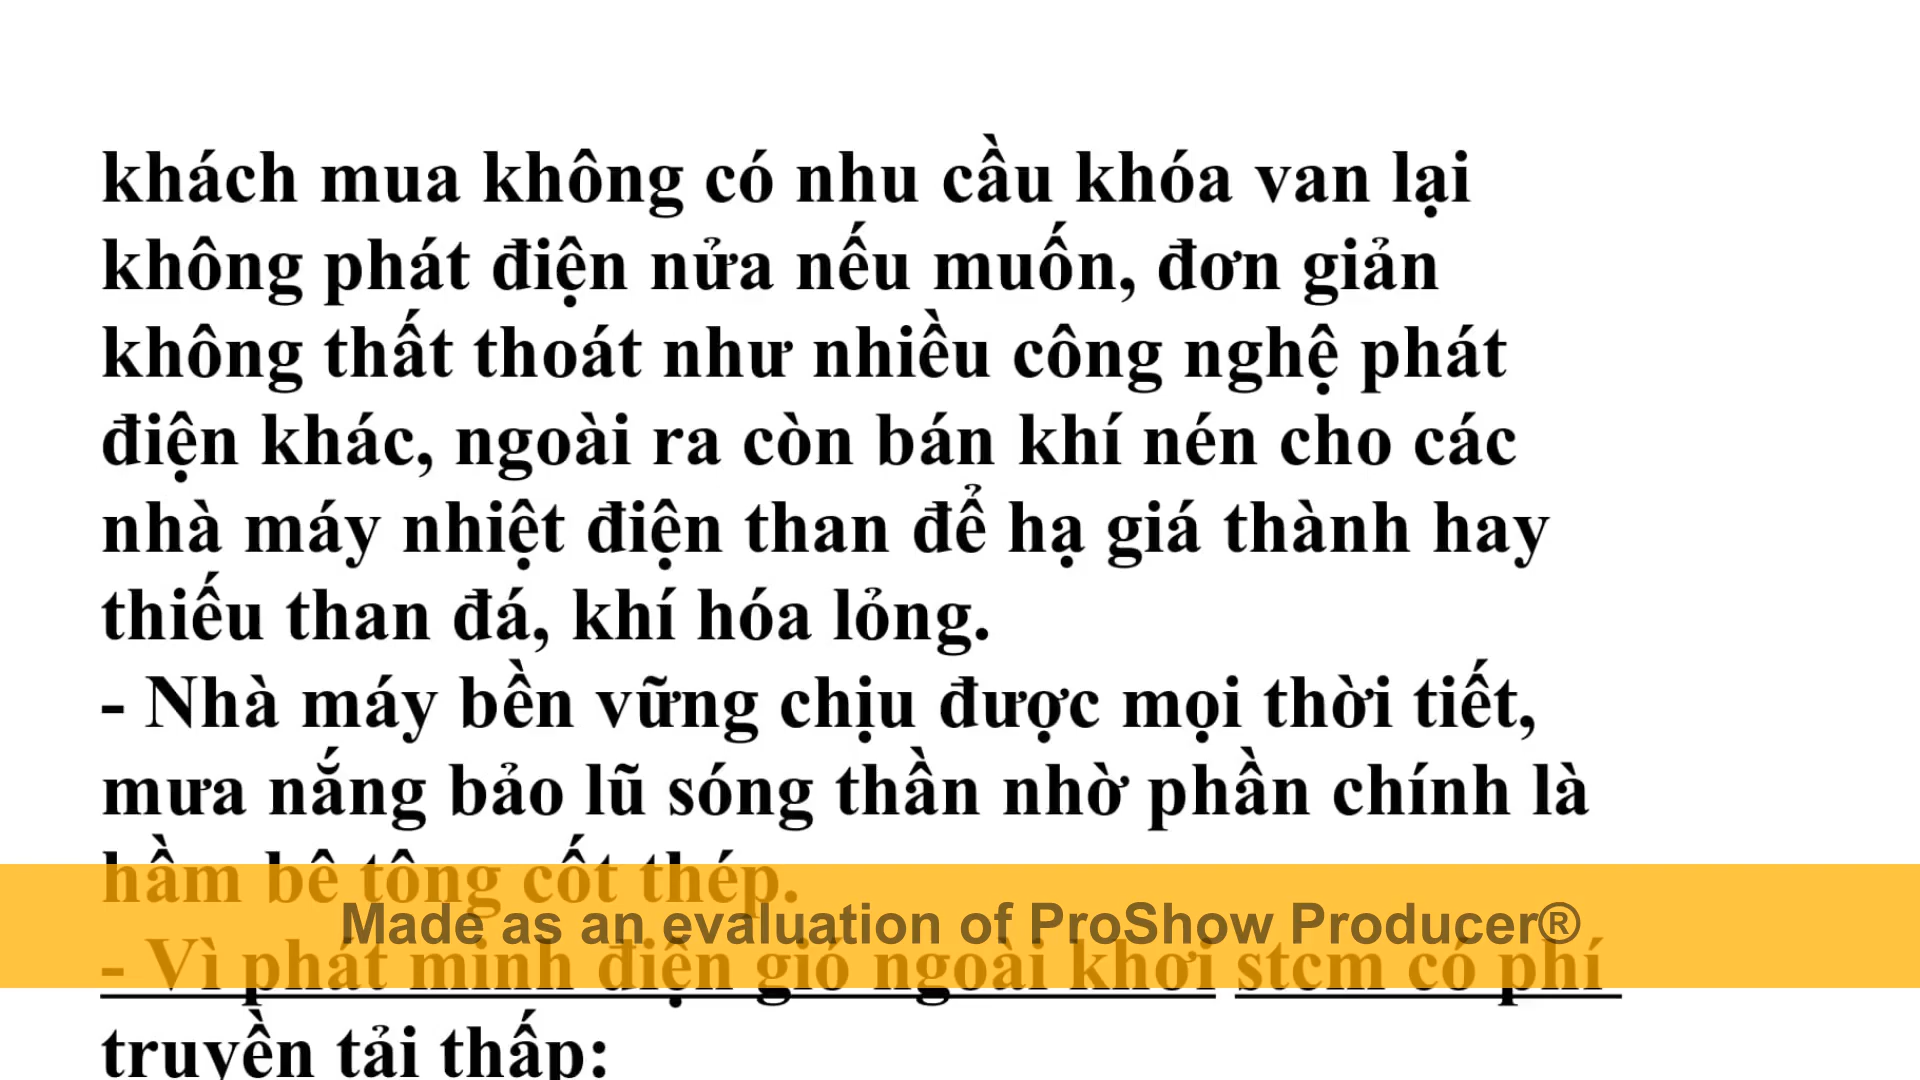 khách mua không có nhu cầu khóa van lại
không phát điện nửa nếu muốn, đơn giản
không thất thoát như nhiều công nghệ phát
điện khác, ngoài ra còn bán khí nén cho các
nhà máy nhiệt điện than để hạ giá thành hay
thiếu than đá, khí hóa lỏng.
- Nhà máy bền vững chịu được mọi thời tiết,
mưa nắng bảo lũ sóng thần nhờ phần chính là
hầm bê tông cốt thép.
Made as an evaluation of ProShow Producer®
- Vì phát minh điện gió ngoài khơi stcm có phí
truyền tải thấp: